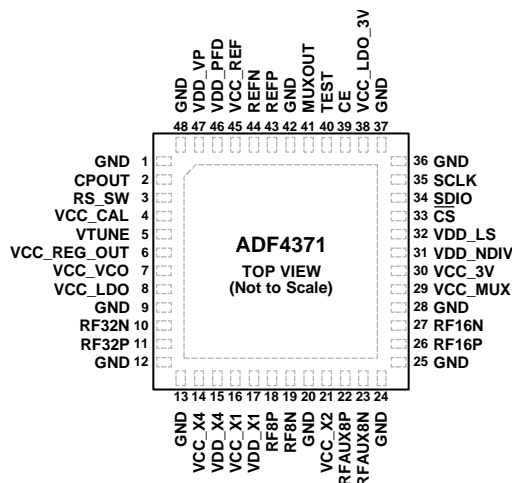 GND 48
VDD_VP 47
VDD_PFD 46
VCC_REF 45
REFN 44
REFP 43
GND 42
MUXOUT 41
TEST 40
CE 39
VCC_LDO_3V 38
GND 37
GND 1
CPOUT 2
RS_SW 3
VCC_CAL 4
VTUNE 5
VCC_REG_OUT 6
VCC_VCO 7
VCC_LDO 8
GND 9
RF32N 10
RF32P 11
GND 12
ADF4371
TOP VIEW
(Not to Scale)
36 GND
35 SCLK
34 SDIO
33 CS
32 VDD_LS
31 VDD_NDIV
30 VCC_3V
29 VCC_MUX
28 GND
27 RF16N
26 RF16P
25 GND
13 GND
14 VCC_X4
15 VDD_X4
16 VCC_X1
17 VDD_X1
18 RF8P
19 RF8N
20 GND
21 VCC_X2
22 RFAUX8P
23 RFAUX8N
24 GND